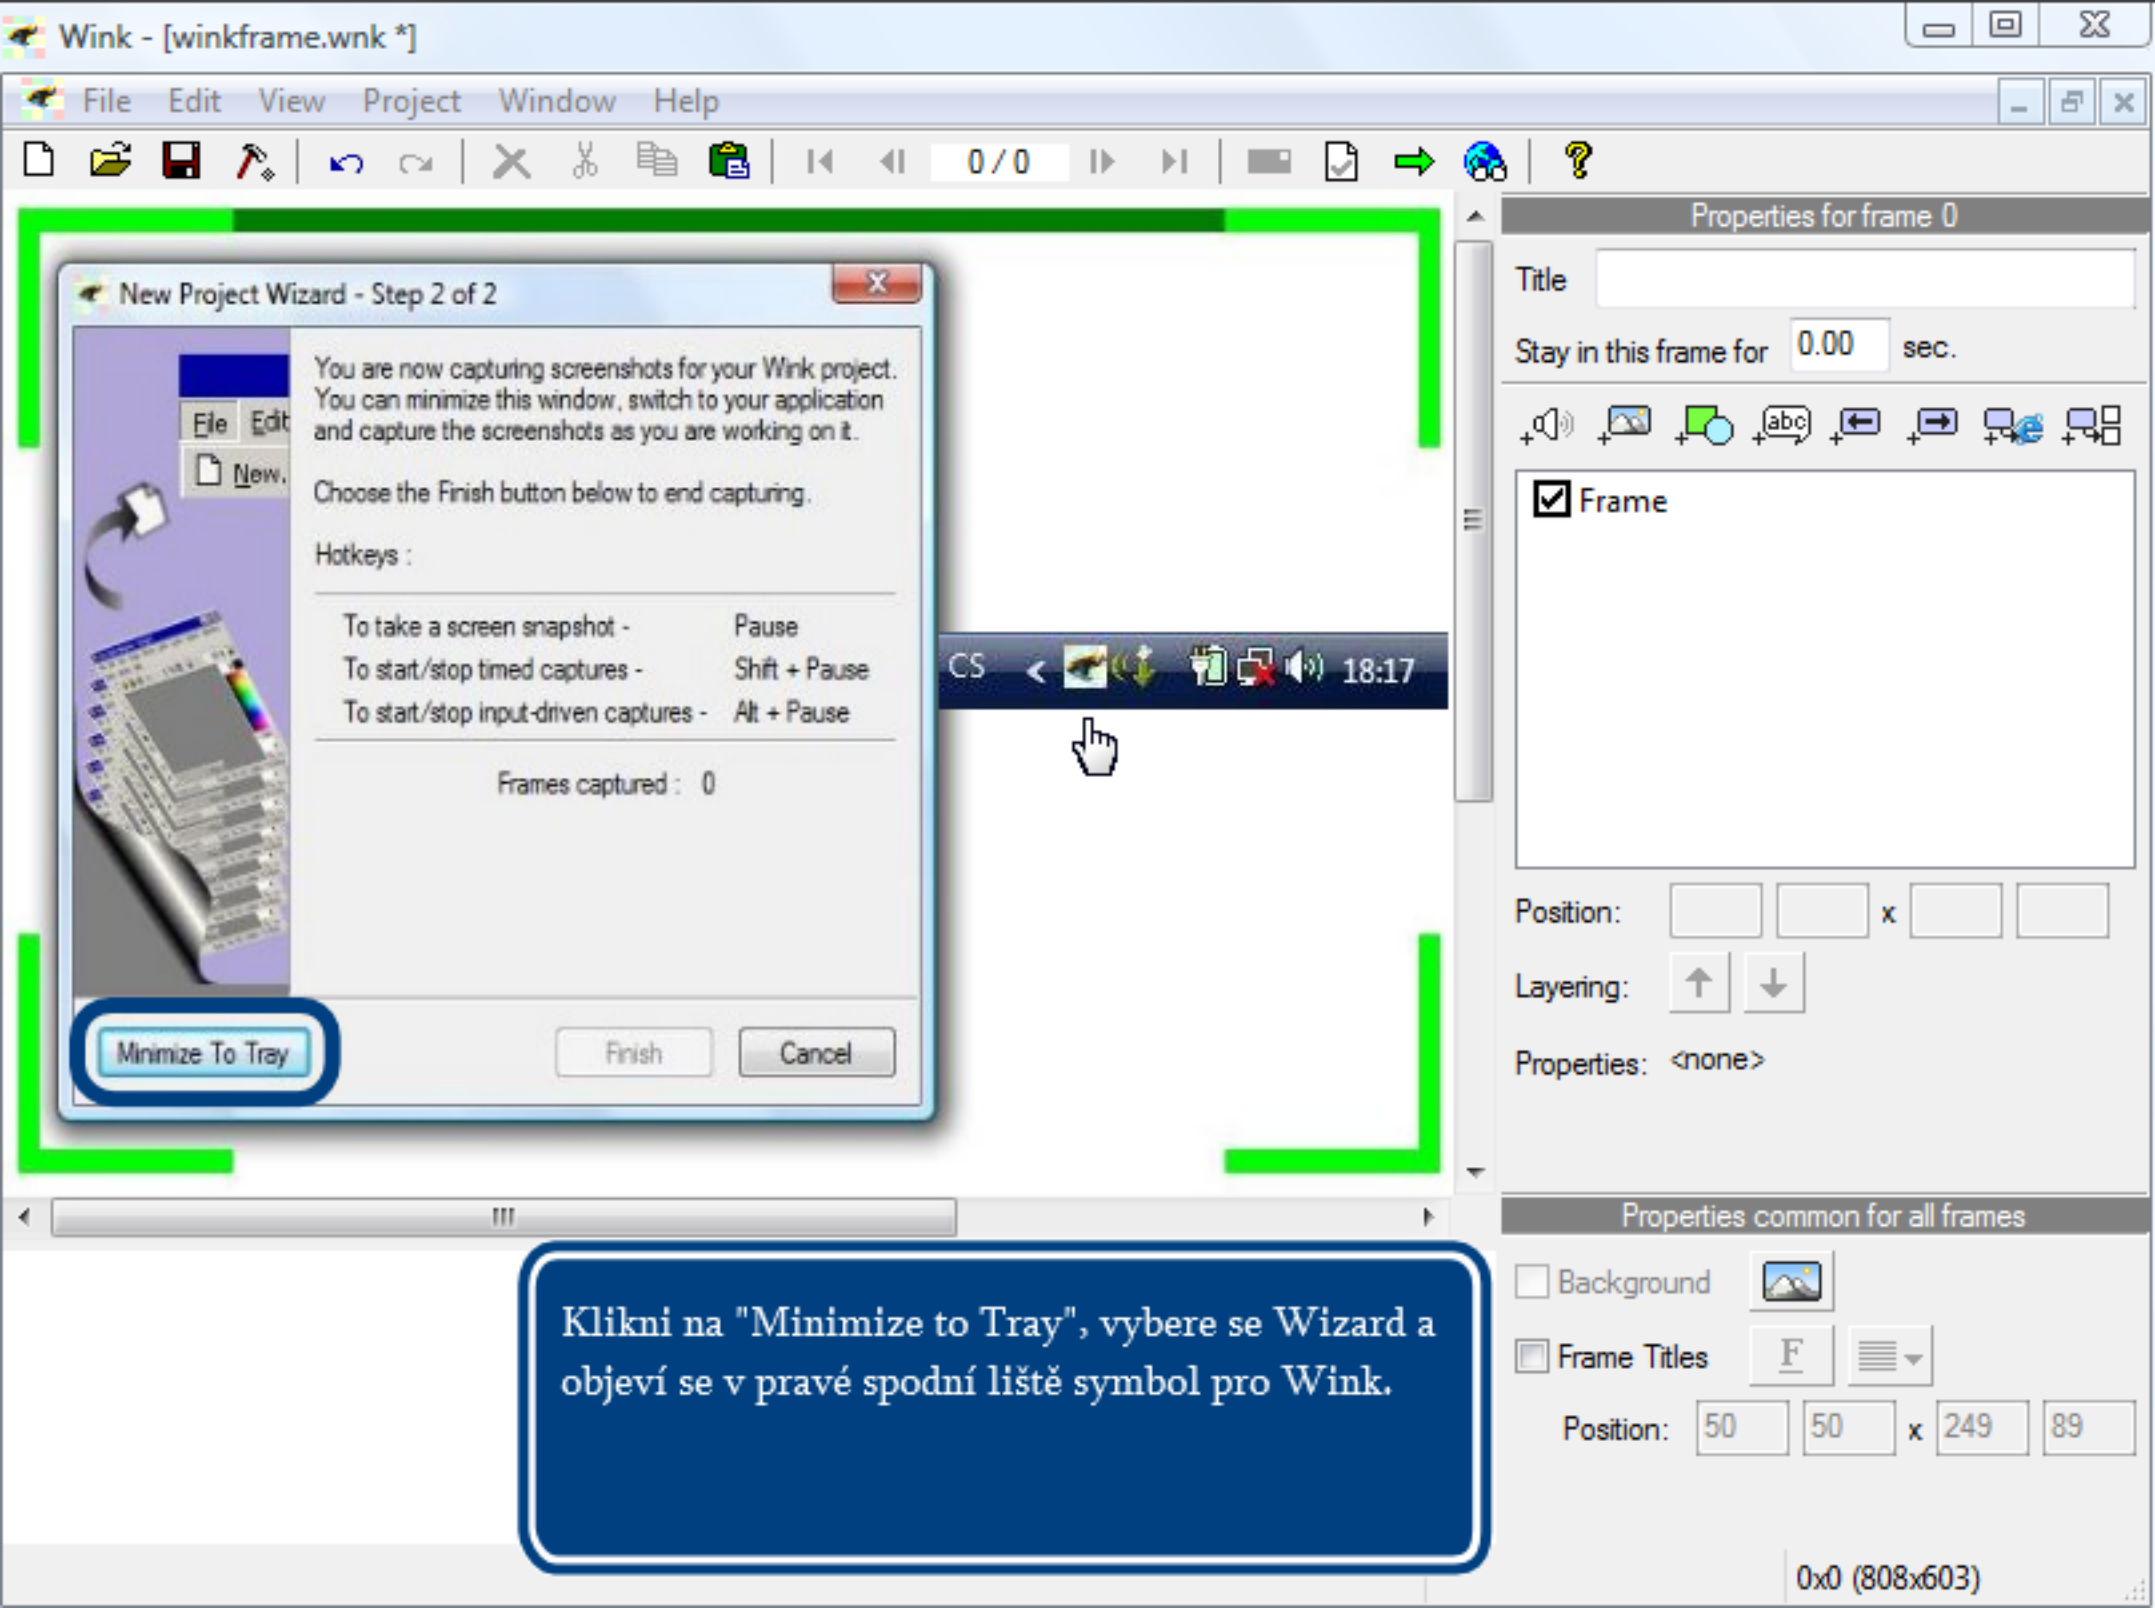 Wink - [winkframe.wnk *]
File Edit View Project Window Help
0 / 0
Properties for frame 0
Title
Stay in this frame for 0.00 sec.
Frame
Position: x
Layering:
Properties: <none>
New Project Wizard - Step 2 of 2
File Edit
New.
You are now capturing screenshots for your Wink project.
You can minimize this window, switch to your application
and capture the screenshots as you are working on it.
Choose the Finish button below to end capturing.
Hotkeys :
To take a screen snapshot - Pause
To start/stop timed captures - Shift + Pause
To start/stop input-driven captures - Alt + Pause
Frames captured : 0
Minimize To Tray Finish Cancel
CS < 18:17
Properties common for all frames
Background
Frame Titles F
Position: 50 50 x 249 89
Klikni na "Minimize to Tray", vybere se Wizard a
objeví se v pravé spodní liště symbol pro Wink.
0x0 (808x603)